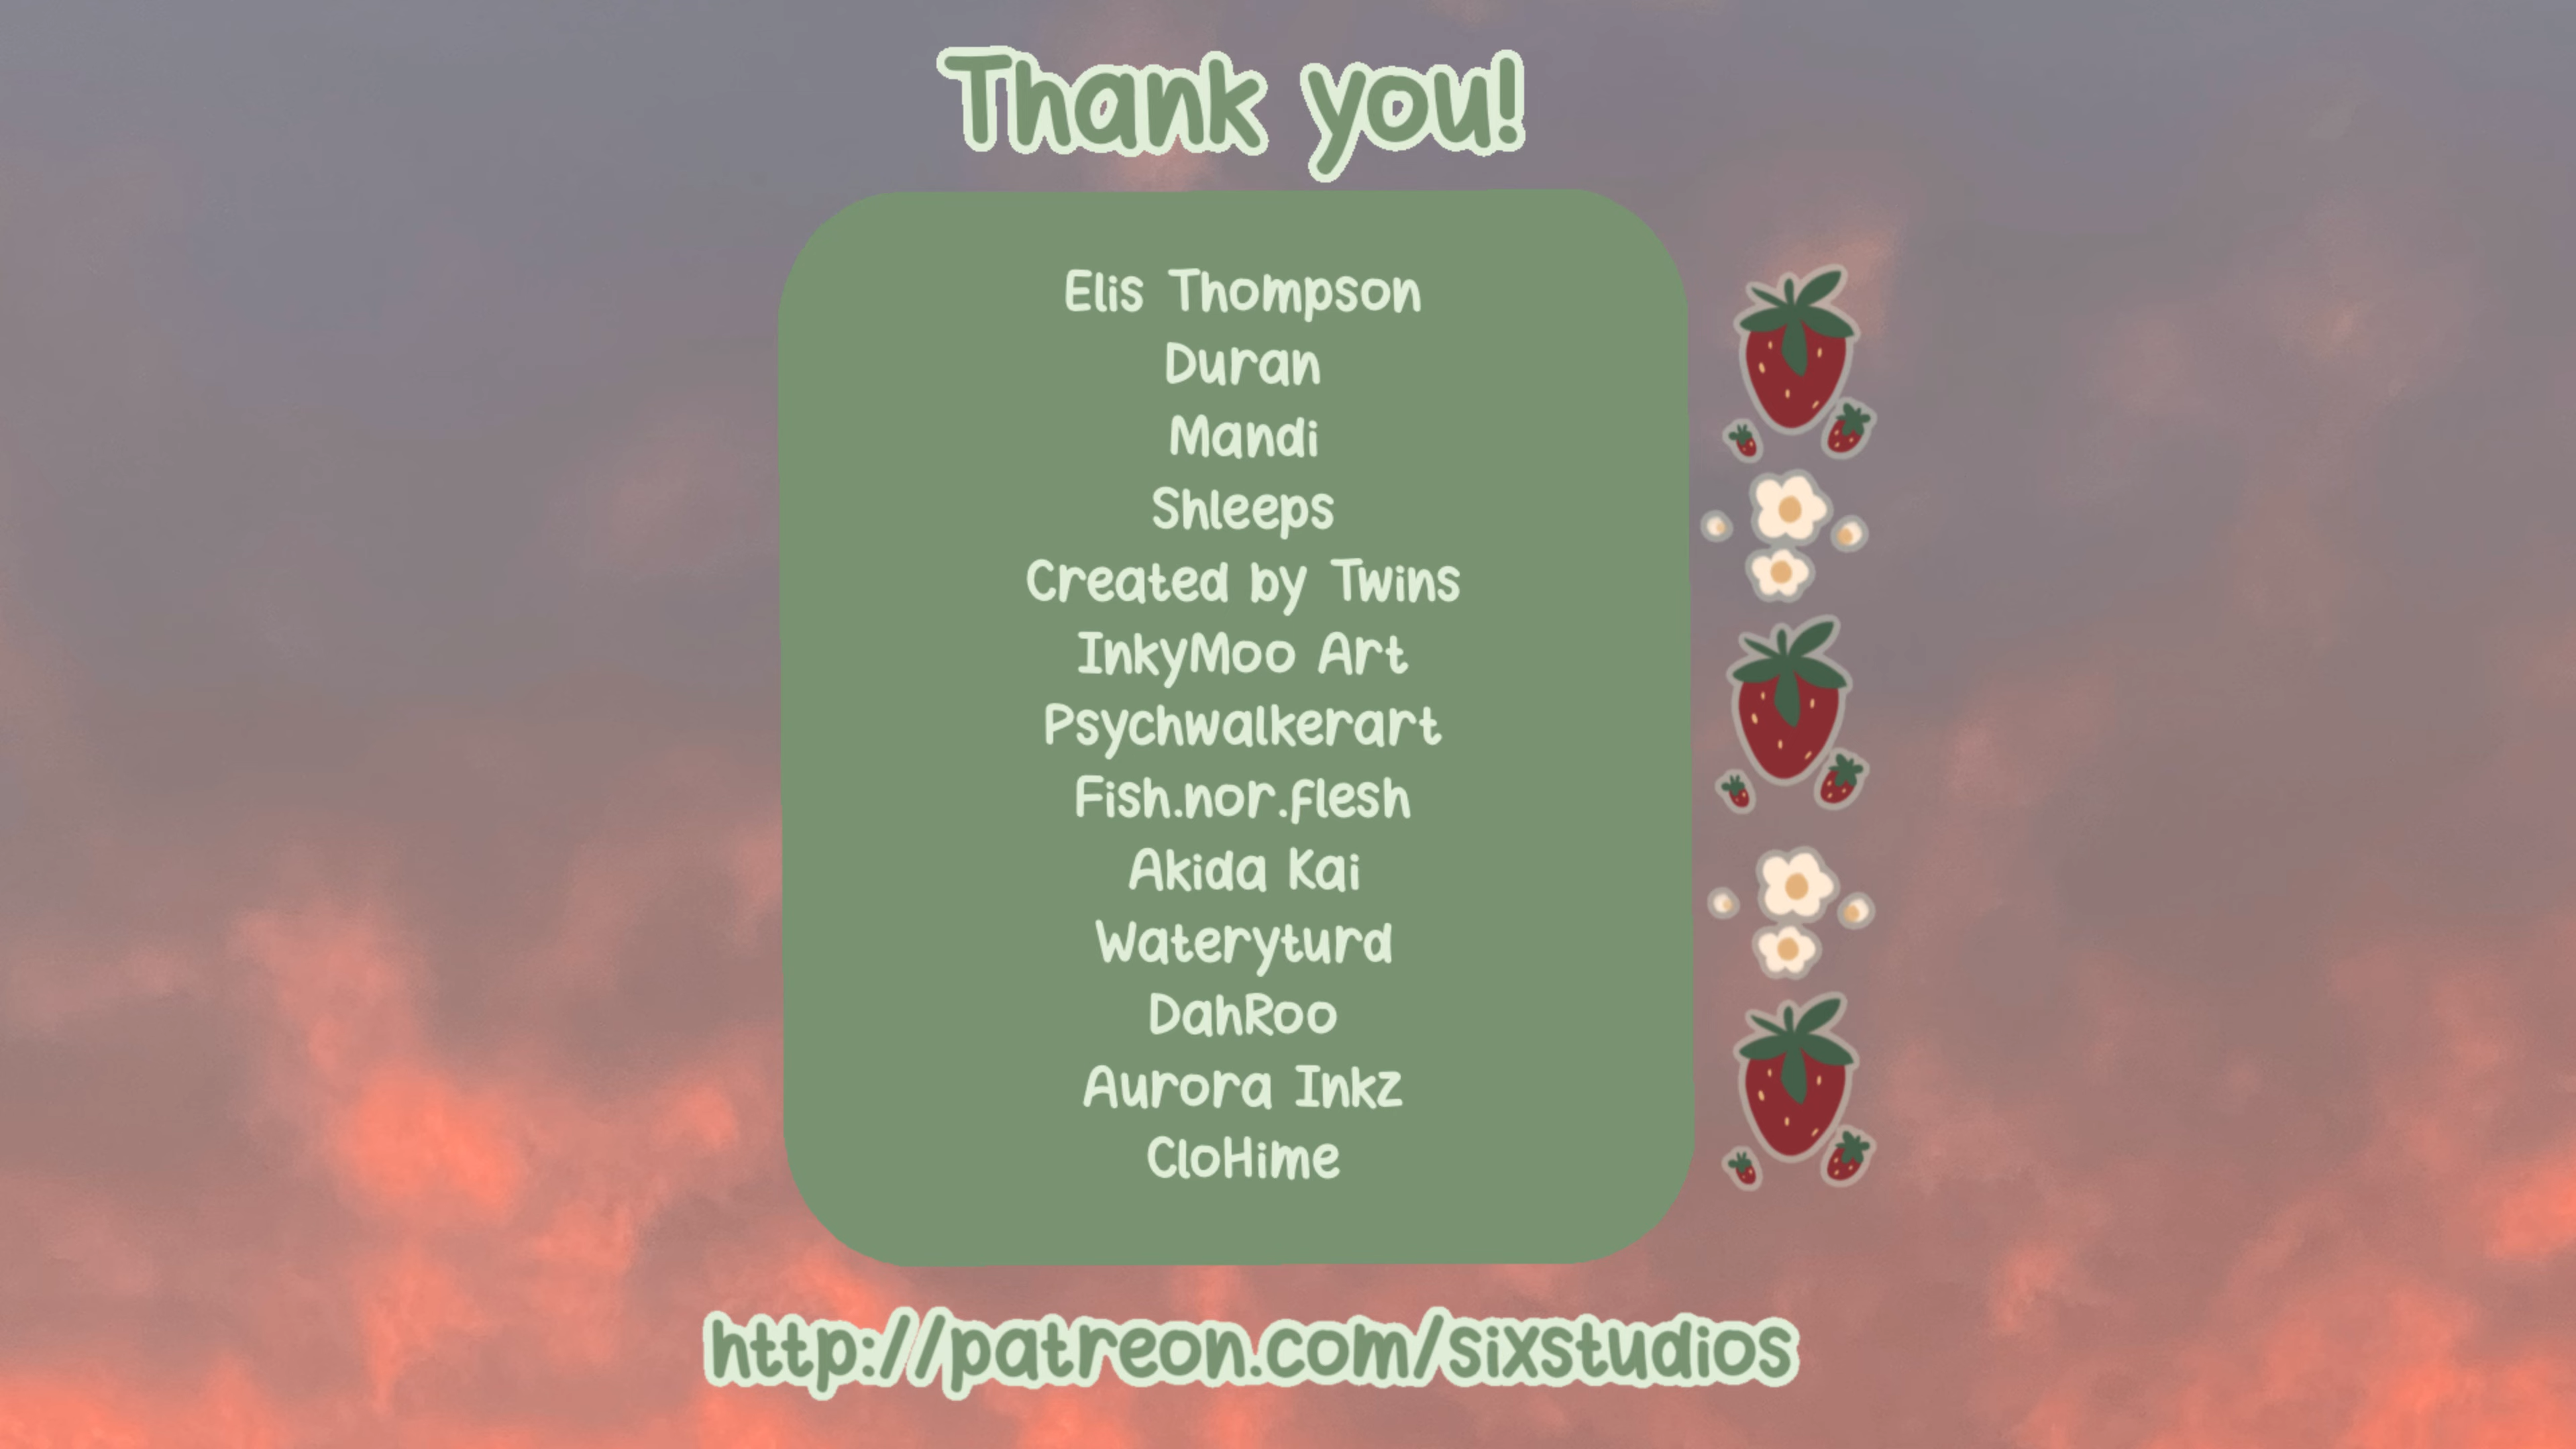 Thank you!
Elis Thompson
Duran
Mandi
Shleeps
Created by Twins
InkyMoo Art
Psychwalkerart
Fish.nor.flesh
Akida Kai
Wateryturd
DahRoo
Aurora Inkz
CloHime
http://patreon.com/sixstudios